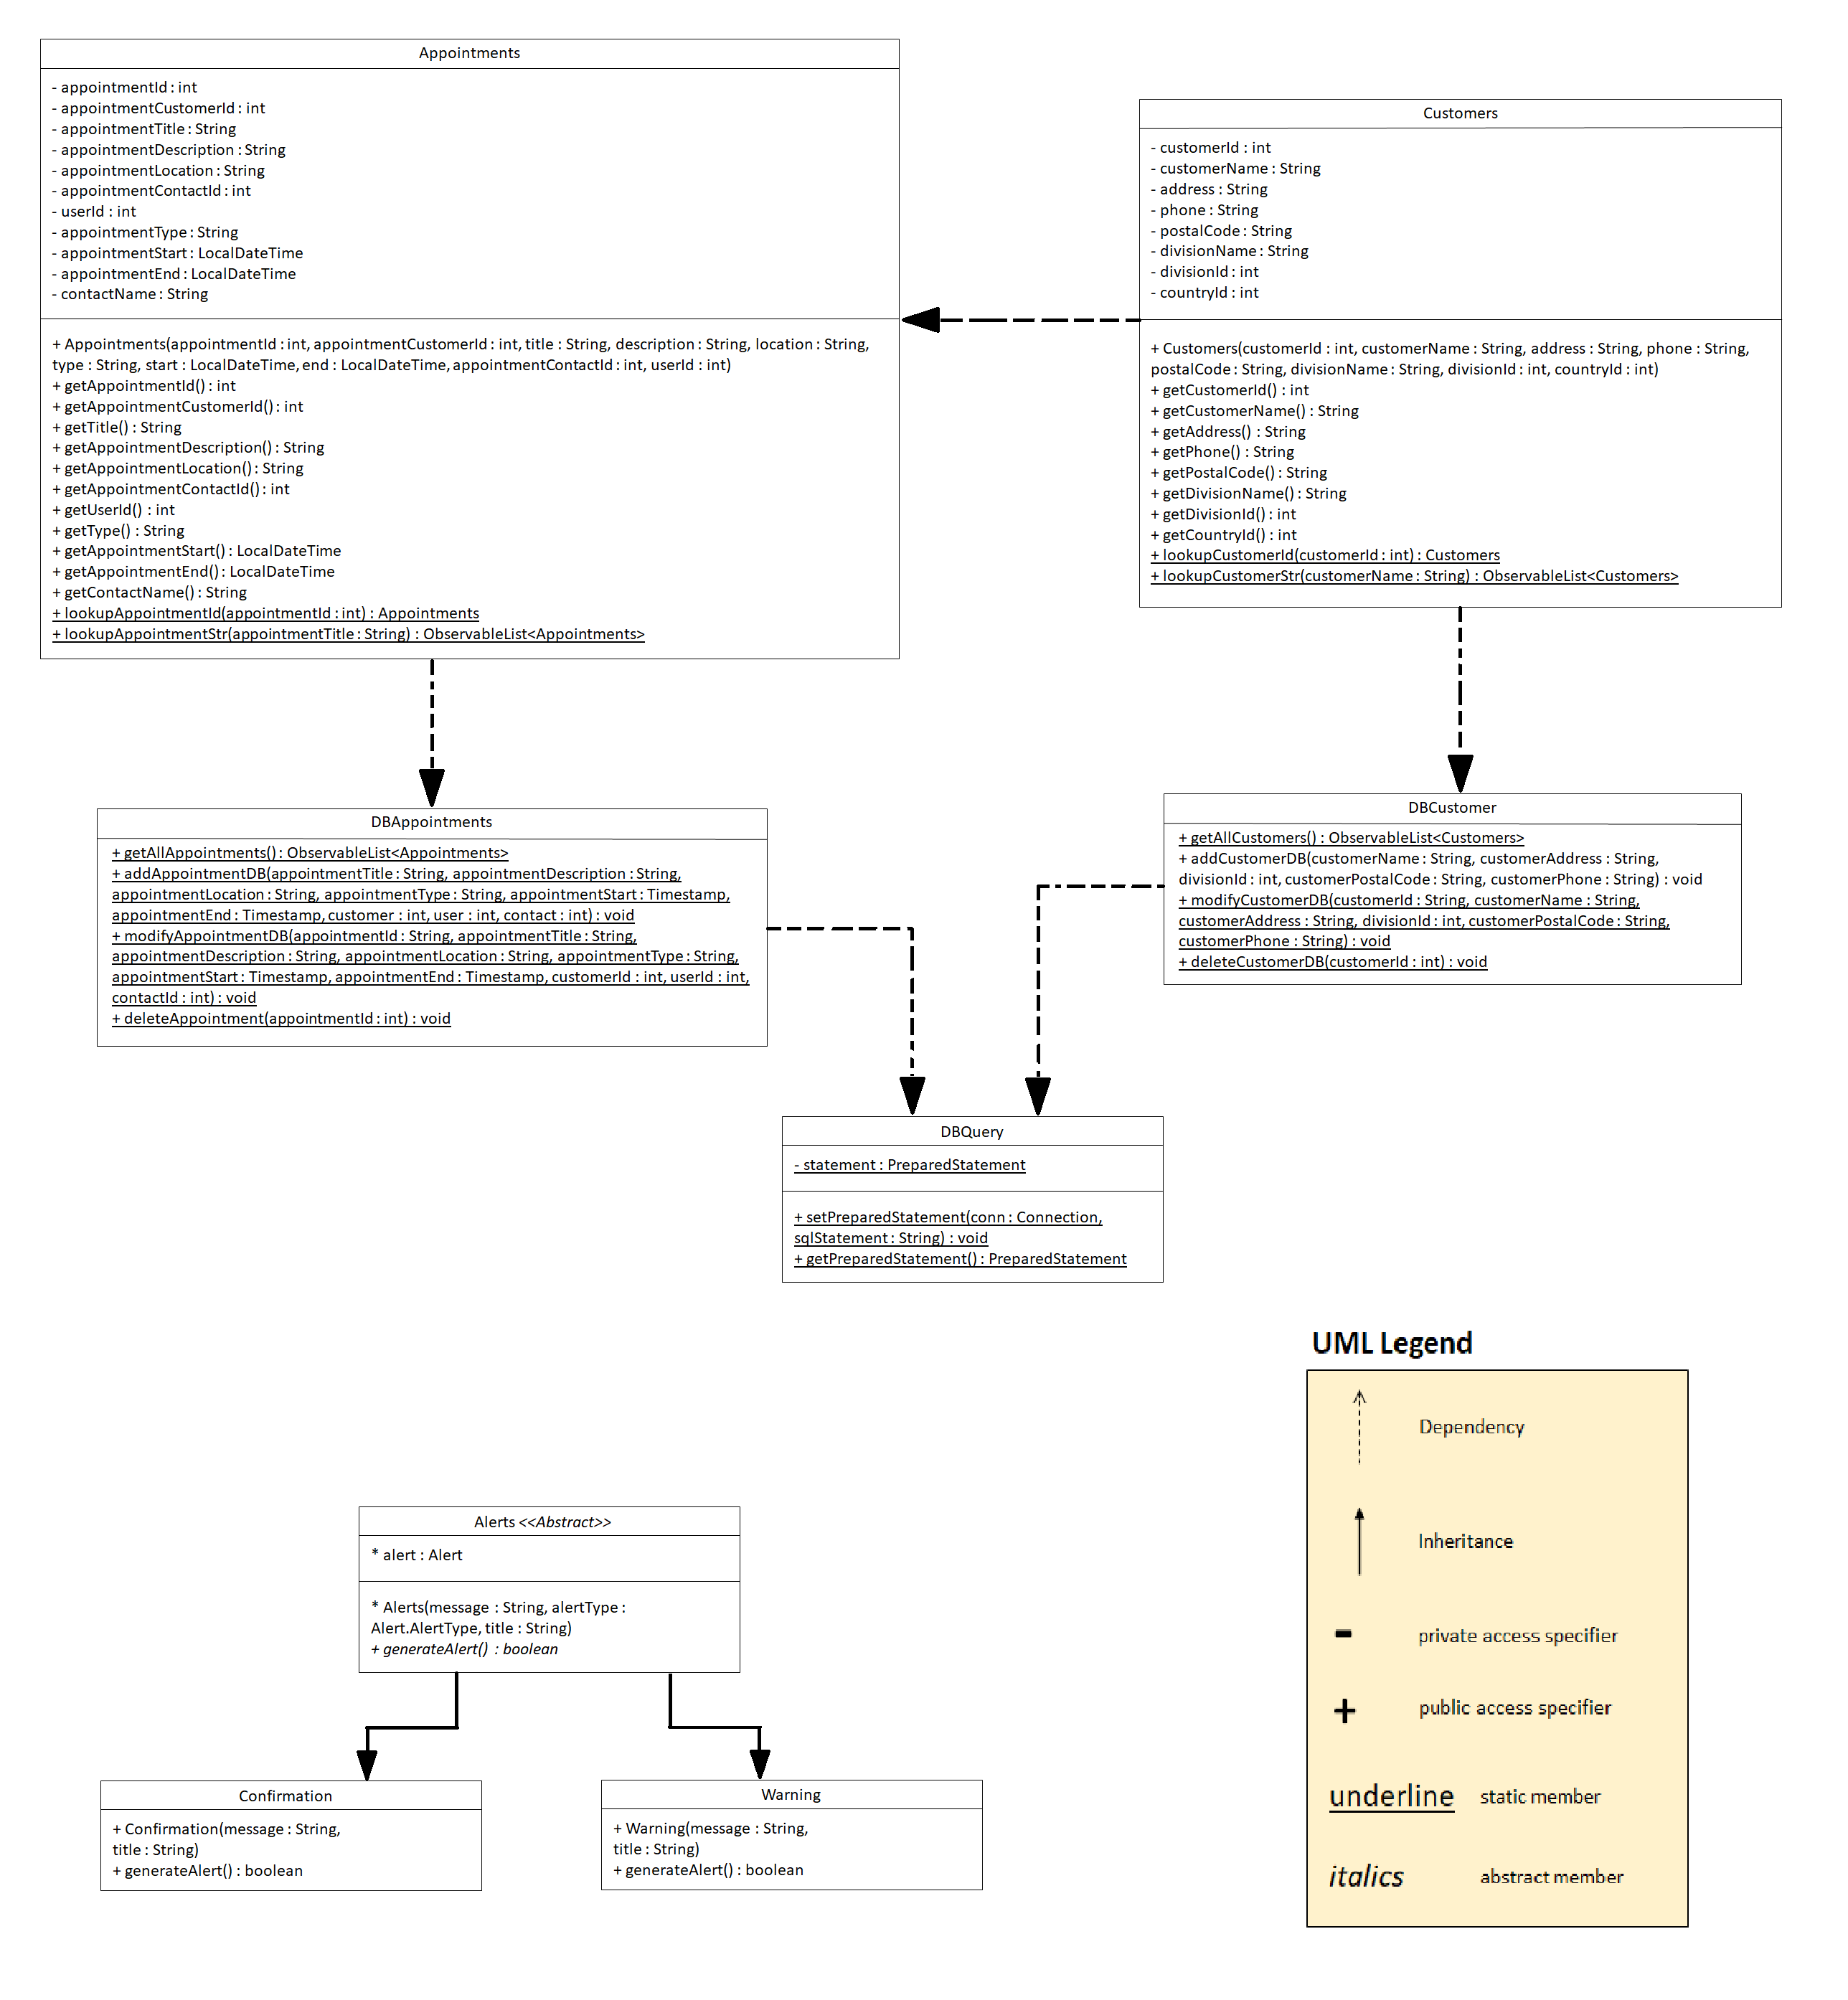 Appointments
- appointmentId : int
- appointmentCustomerId : int
- appointmentTitle : String
- appointmentDescription : String
- appointmentLocation : String
- appointmentContactId : int
- userId : int
- appointmentType : String
- appointmentStart : LocalDateTime
- appointmentEnd : LocalDateTime
- contactName : String
+ Appointments(appointmentId : int, appointmentCustomerId : int, title : String, description : String, location : String,
type : String, start : LocalDateTime, end : LocalDateTime, appointmentContactId : int, userId : int)
+ getAppointmentId() : int
+ getAppointmentCustomerId() : int
+ getTitle() : String
+ getAppointmentDescription() : String
+ getAppointmentLocation() : String
+ getAppointmentContactId() : int
+ getUserId() : int
+ getType() : String
+ getAppointmentStart() : LocalDateTime
+ getAppointmentEnd() : LocalDateTime
+ getContactName() : String
+ lookupAppointmentId(appointmentId : int) : Appointments
+ lookupAppointmentStr(appointmentTitle : String) : ObservableList<Appointments>
Customers
- customerId : int
- customerName : String
- address : String
- phone : String
- postalCode : String
- divisionName : String
- divisionId : int
- countryId : int
+ Customers(customerId : int, customerName : String, address : String, phone : String,
postalCode : String, divisionName : String, divisionId : int, countryId : int)
+ getCustomerId() : int
+ getCustomerName() : String
+ getAddress() : String
+ getPhone() : String
+ getPostalCode() : String
+ getDivisionName() : String
+ getDivisionId() : int
+ getCountryId() : int
+ lookupCustomerId(customerId : int) : Customers
+ lookupCustomerStr(customerName : String) : ObservableList<Customers>
DBAppointments
+ getAllAppointments() : ObservableList<Appointments>
+ addAppointmentDB(appointmentTitle : String, appointmentDescription : String,
appointmentLocation : String, appointmentType : String, appointmentStart : Timestamp,
appointmentEnd : Timestamp, customer : int, user : int, contact : int) : void
+ modifyAppointmentDB(appointmentId : String, appointmentTitle : String,
appointmentDescription : String, appointmentLocation : String, appointmentType : String,
appointmentStart : Timestamp, appointmentEnd : Timestamp, customerId : int, userId : int,
contactId : int) : void
+ deleteAppointment(appointmentId : int) : void
DBCustomer
+ getAllCustomers() : ObservableList<Customers>
+ addCustomerDB(customerName : String, customerAddress : String,
divisionId : int, customerPostalCode : String, customerPhone : String) : void
+ modifyCustomerDB(customerId : String, customerName : String,
customerAddress : String, divisionId : int, customerPostalCode : String,
customerPhone : String) : void
+ deleteCustomerDB(customerId : int) : void
DBQuery
- statement : PreparedStatement
+ setPreparedStatement(conn : Connection,
sqlStatement : String) : void
+ getPreparedStatement() : PreparedStatement
UML Legend
Dependency
Inheritance
- private access specifier
+ public access specifier
underline static member
italics abstract member
Alerts <<Abstract>>
* alert : Alert
* Alerts(message : String, alertType :
Alert.AlertType, title : String)
+ generateAlert() : boolean
Confirmation
+ Confirmation(message : String,
title : String)
+ generateAlert() : boolean
Warning
+ Warning(message : String,
title : String)
+ generateAlert() : boolean